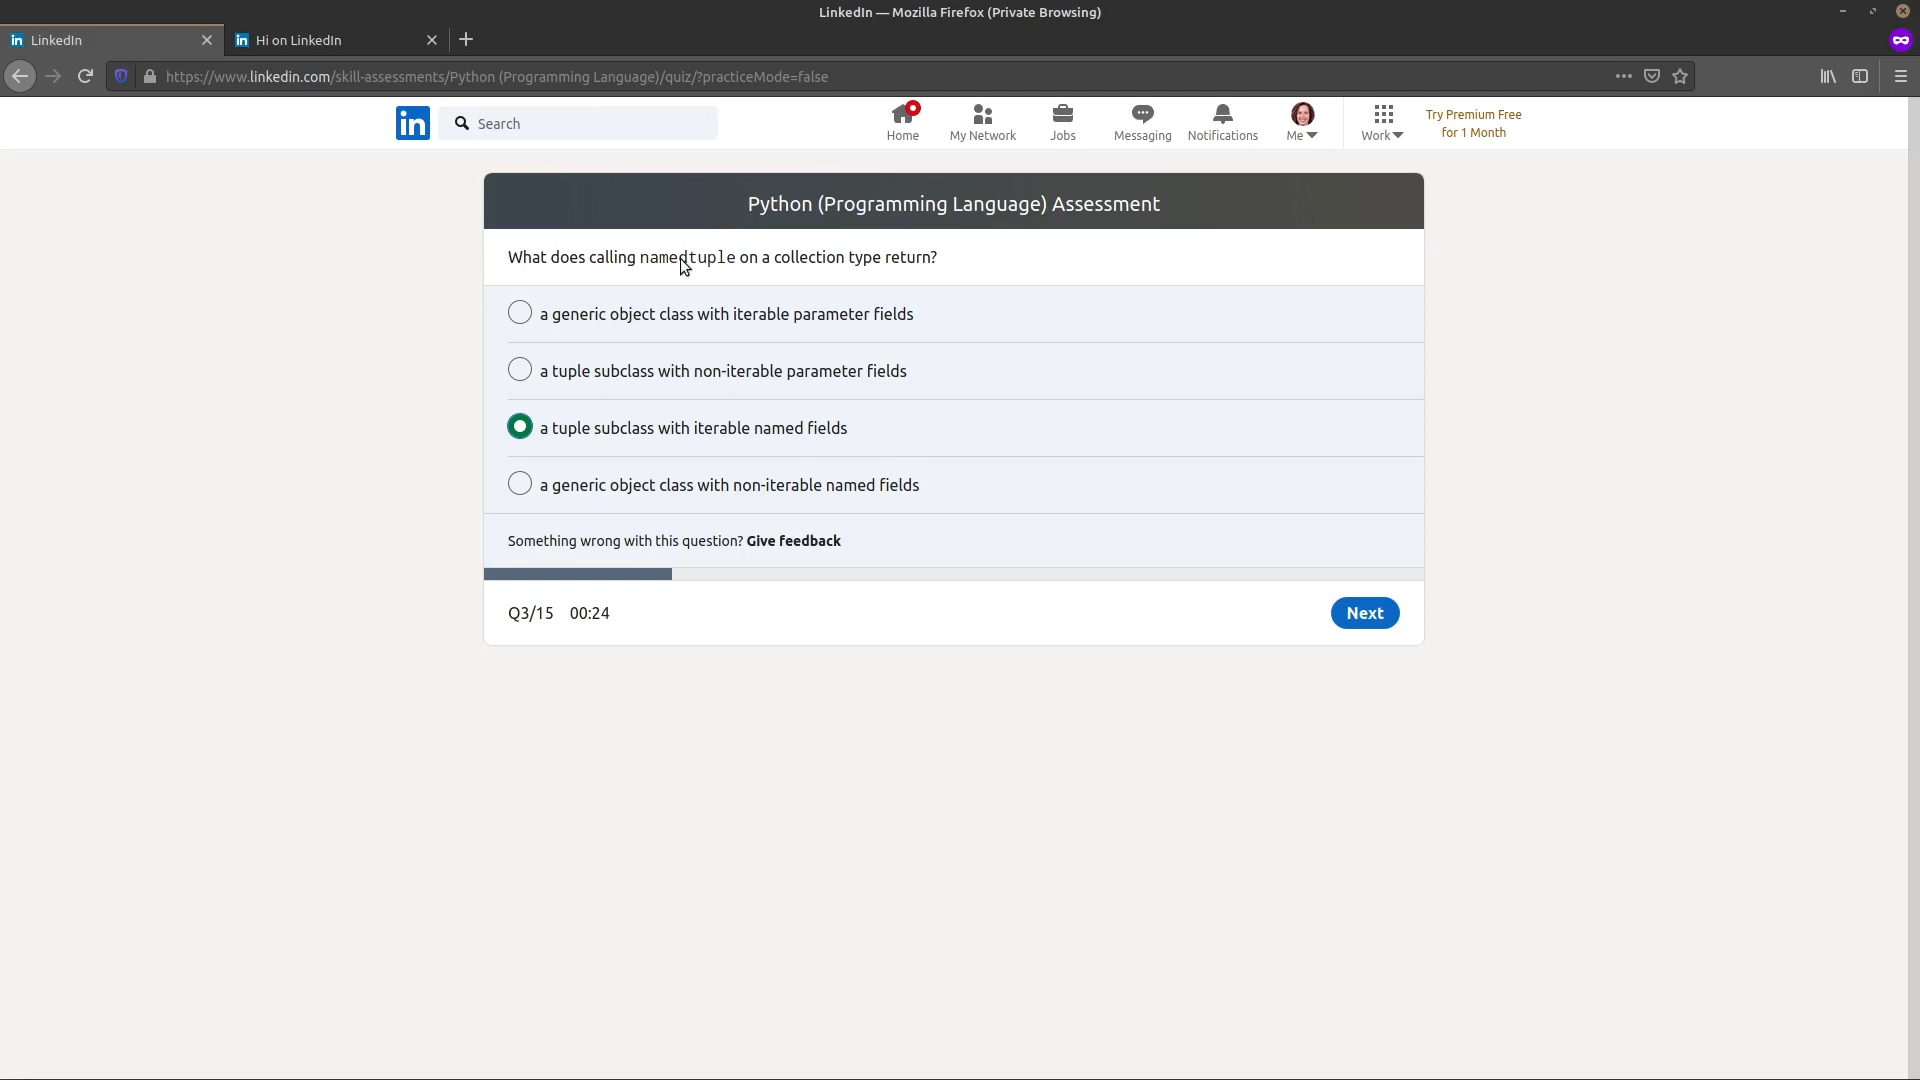 LinkedIn — Mozilla Firefox (Private Browsing)
in LinkedIn
in Hi on LinkedIn
https://www.linkedin.com/skill-assessments/Python (Programming Language)/quiz/?practiceMode=false
in Search Home My Network Jobs Messaging Notifications Me Work Try Premium Free
for 1 Month
Python (Programming Language) Assessment
What does calling namedtuple on a collection type return?
a generic object class with iterable parameter fields
a tuple subclass with non-iterable parameter fields
a tuple subclass with iterable named fields
a generic object class with non-iterable named fields
Something wrong with this question? Give feedback
Q3/15 00:24 Next